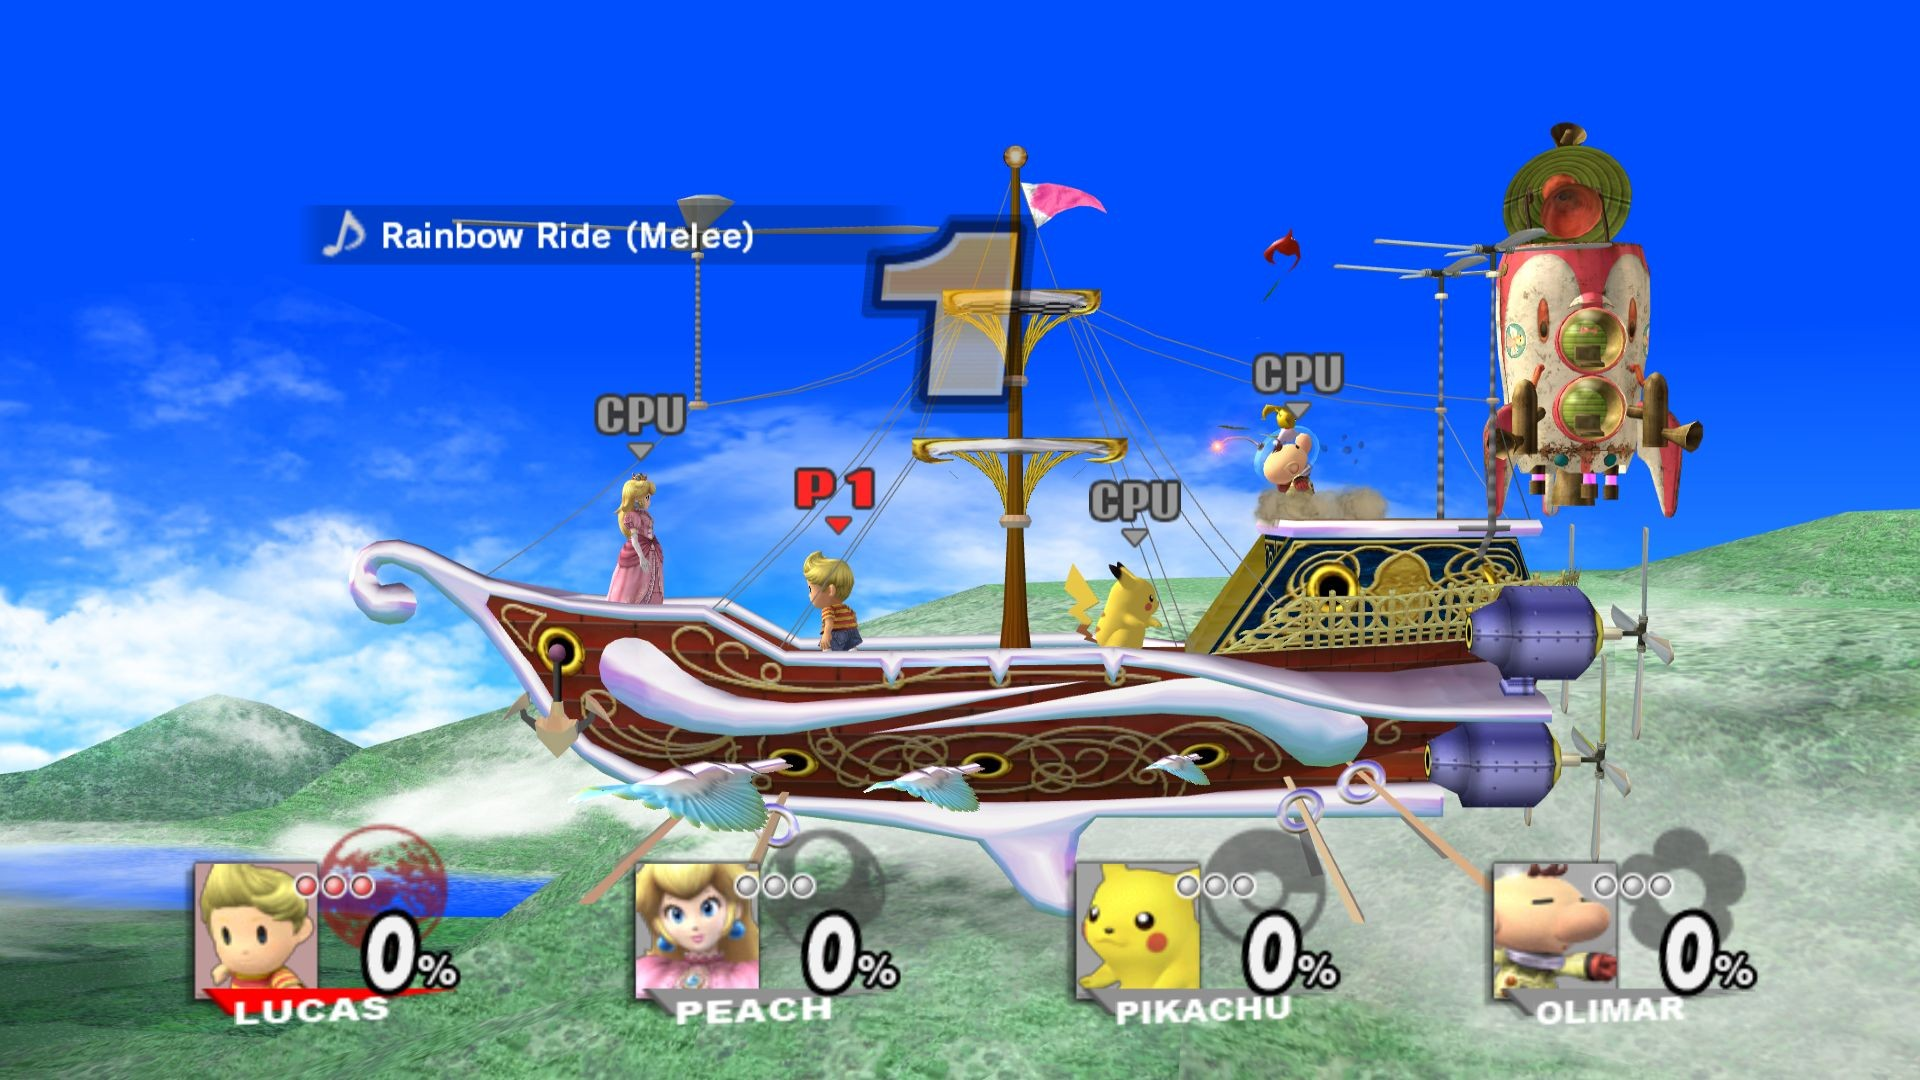 Rainbow Ride (Melee)
1
CPU
CPU
P1
CPU
0%
0%
0%
0%
LUCAS
PEACH
PIKACHU
OLIMAR